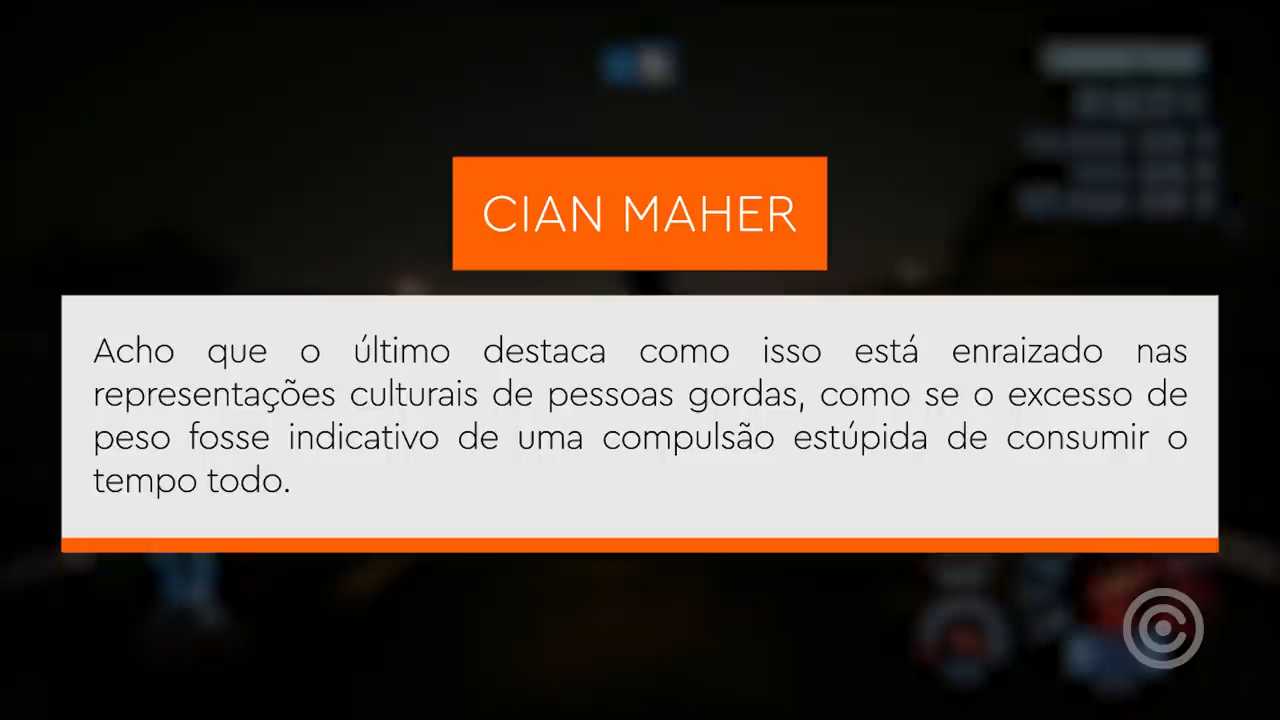 CIAN MAHER
Acho que o último destaca como isso está enraizado nas
representações culturais de pessoas gordas, como se o excesso de
peso fosse indicativo de uma compulsão estúpida de consumir o
tempo todo.